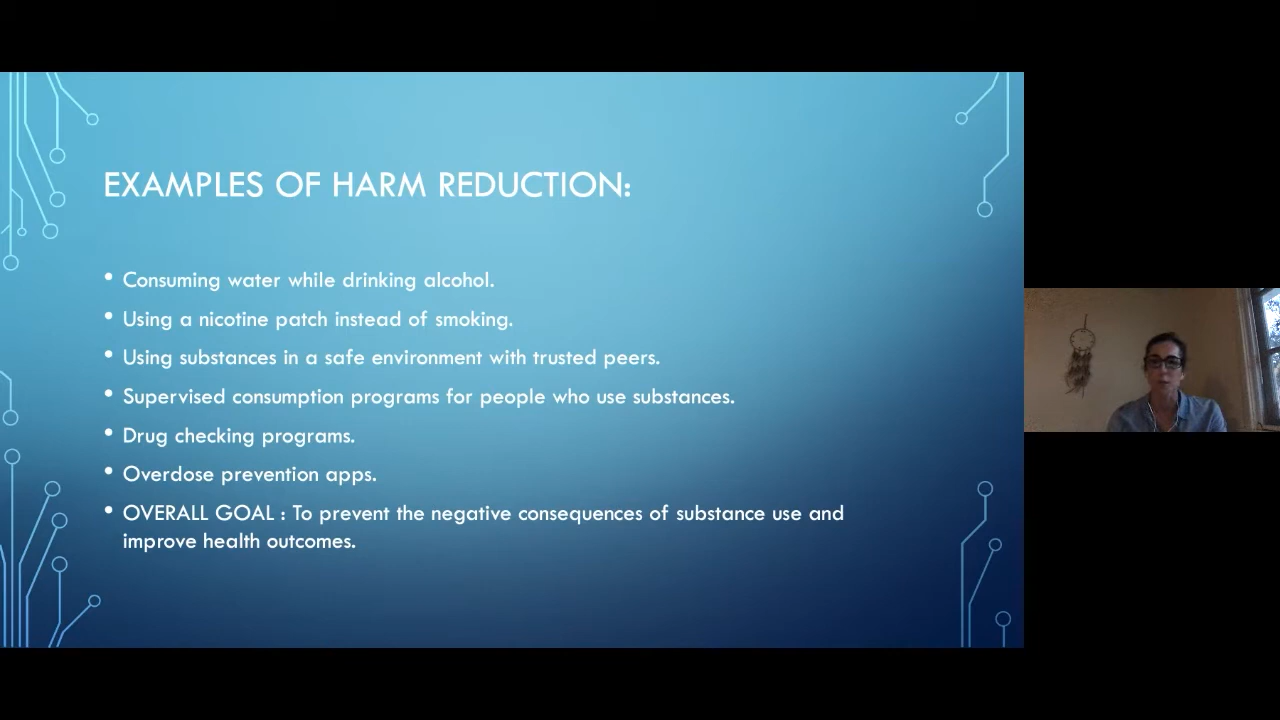 EXAMPLES OF HARM REDUCTION:
• Consuming water while drinking alcohol.
• Using a nicotine patch instead of smoking.
• Using substances in a safe environment with trusted peers.
• Supervised consumption programs for people who use substances.
• Drug checking programs.
• Overdose prevention apps.
• OVERALL GOAL : To prevent the negative consequences of substance use and
improve health outcomes.